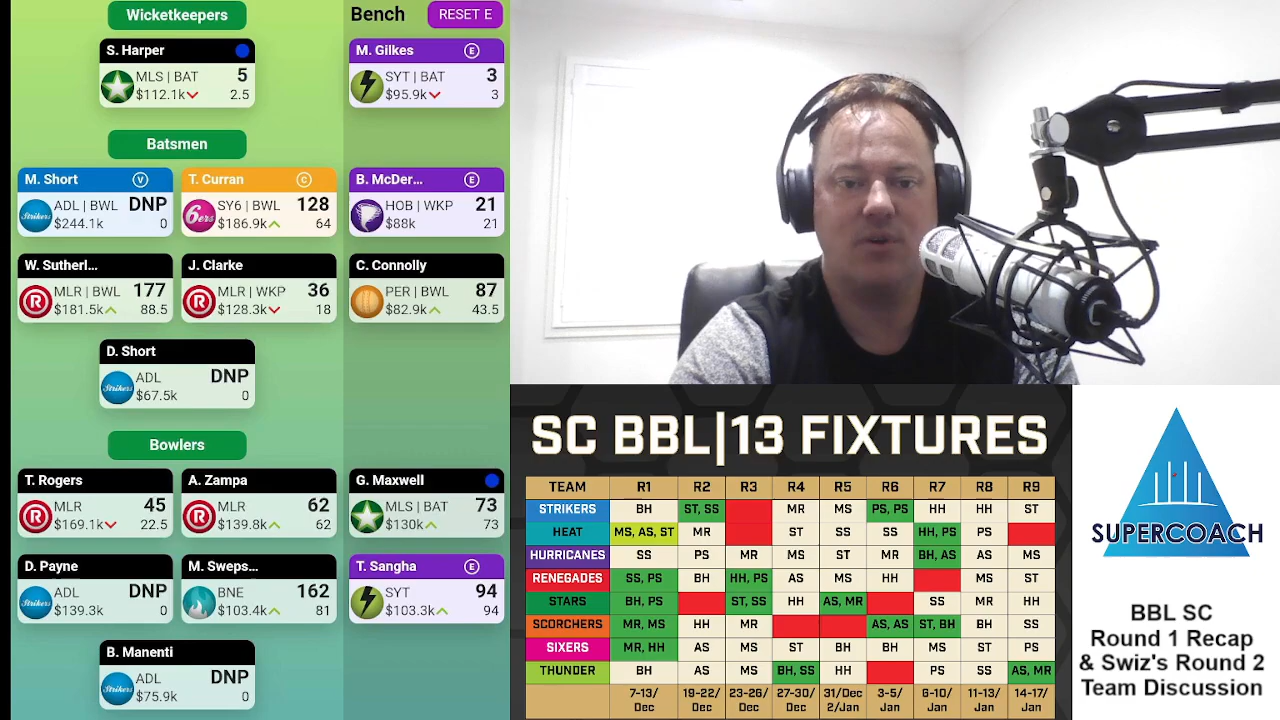 Wicketkeepers
Bench
RESET E
S. Harper
MLS | BAT 5
$112.1k 2.5
M. Gilkes E
SYT | BAT 3
$95.9k 3
Batsmen
M. Short V
ADL | BWL DNP
Strikers
$244.1k 0
T. Curran C
SY6 | BWL 128
6ers
$186.9k 64
B. McDer... E
HOB | WKP 21
$88k 21
W. Sutherl...
MLR | BWL 177
R
$181.5k 88.5
J. Clarke
MLR | WKP 36
R
$128.3k 18
C. Connolly
PER | BWL 87
$82.9k 43.5
D. Short
ADL DNP
Strikers
$67.5k 0
Bowlers
T. Rogers
MLR 45
R
$169.1k 22.5
A. Zampa
MLR 62
R
$139.8k 62
G. Maxwell
MLS | BAT 73
$130k 73
D. Payne
ADL DNP
Strikers
$139.3k 0
M. Sweps...
BNE 162
$103.4k 81
T. Sangha E
SYT 94
$103.3k 94
B. Manenti
ADL DNP
Strikers
$75.9k 0
SC BBL|13 FIXTURES
TEAM R1 R2 R3 R4 R5 R6 R7 R8 R9
STRIKERS BH ST, SS MR MS PS, PS HH HH ST
HEAT MS, AS, ST MR ST SS SS HH, PS PS
HURRICANES SS PS MR MS ST MR BH, AS AS MS
RENEGADES SS, PS BH HH, PS AS MS HH MS ST
STARS BH, PS ST, SS HH AS, MR SS MR HH
SCORCHERS MR, MS HH MR AS, AS ST, BH BH SS
SIXERS MR, HH AS MS ST BH BH MS ST PS
THUNDER BH AS MS BH, SS HH PS SS AS, MR
7-13/ 19-22/ 23-26/ 27-30/ 31/Dec 3-5/ 6-10/ 11-13/ 14-17/
Dec Dec Dec Dec 2/Jan Jan Jan Jan Jan
SUPERCOACH
BBL SC
Round 1 Recap
& Swiz's Round 2
Team Discussion